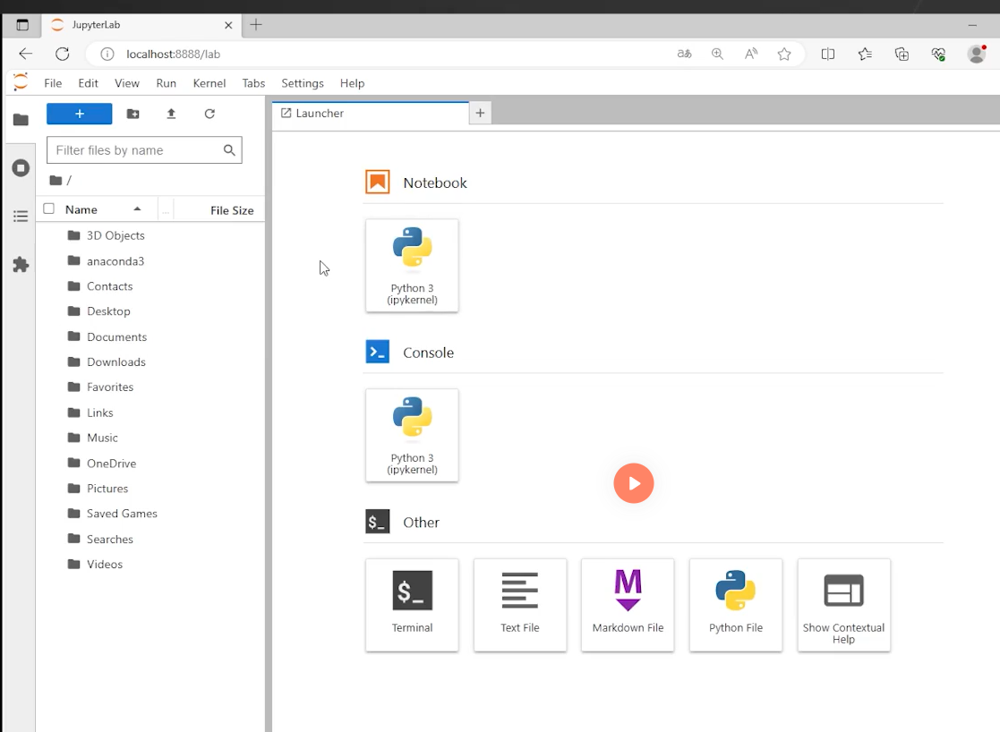 JupyterLab
localhost:8888/lab
File Edit View Run Kernel Tabs Settings Help
Launcher
Filter files by name
/
Name ... File Size
3D Objects
anaconda3
Contacts
Desktop
Documents
Downloads
Favorites
Links
Music
OneDrive
Pictures
Saved Games
Searches
Videos
Notebook
Python 3
(ipykernel)
Console
Python 3
(ipykernel)
$_ Other
$_
Terminal
Text File
M
Markdown File
Python File
Show Contextual
Help